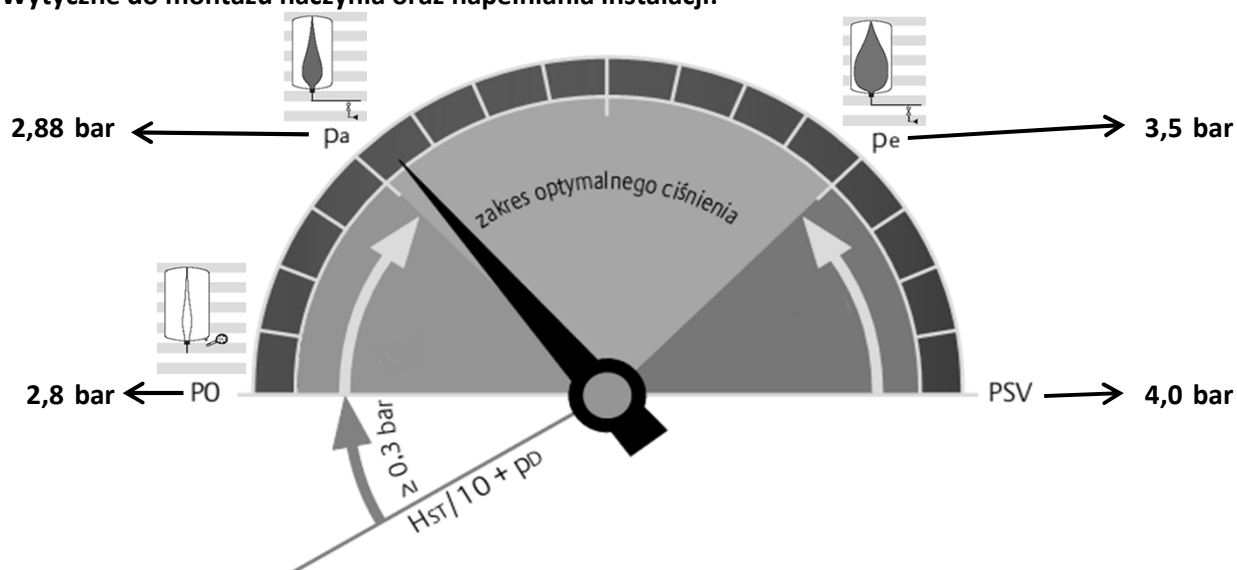 Wytyczne do montażu naczynia oraz napełniania instalacji:
pa
2,88 bar
pe
3,5 bar
zakres optymalnego ciśnienia
2,8 bar
P0
PSV
4,0 bar
≥ 0,3 bar
HST/10 + pD